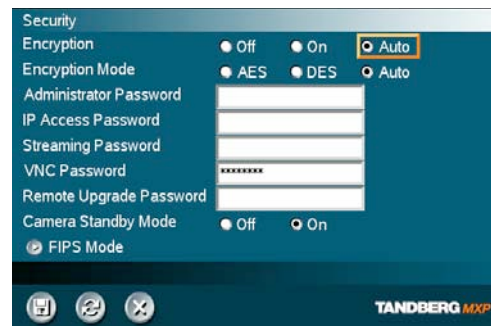 Security
Encryption Off On Auto
Encryption Mode AES DES Auto
Administrator Password
IP Access Password
Streaming Password
VNC Password ********
Remote Upgrade Password
Camera Standby Mode Off On
FIPS Mode
TANDBERG MXP